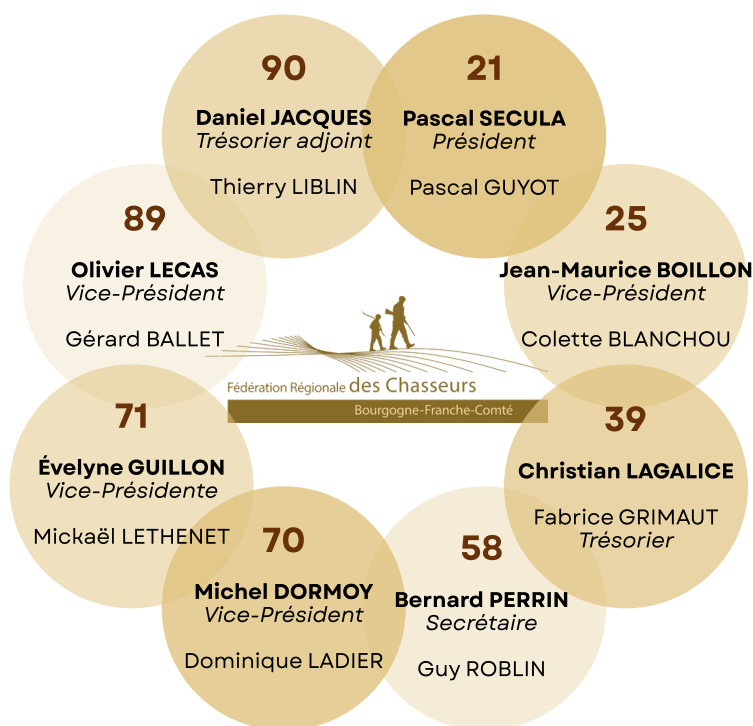 90
Daniel JACQUES
Trésorier adjoint
Thierry LIBLIN
21
Pascal SECULA
Président
Pascal GUYOT
89
Olivier LECAS
Vice-Président
Gérard BALLET
25
Jean-Maurice BOILLON
Vice-Président
Colette BLANCHOU
Fédération Régionale des Chasseurs
Bourgogne-Franche-Comté
71
Évelyne GUILLON
Vice-Présidente
Mickaël LETHENET
39
Christian LAGALICE
Fabrice GRIMAUT
Trésorier
70
Michel DORMOY
Vice-Président
Dominique LADIER
58
Bernard PERRIN
Secrétaire
Guy ROBLIN